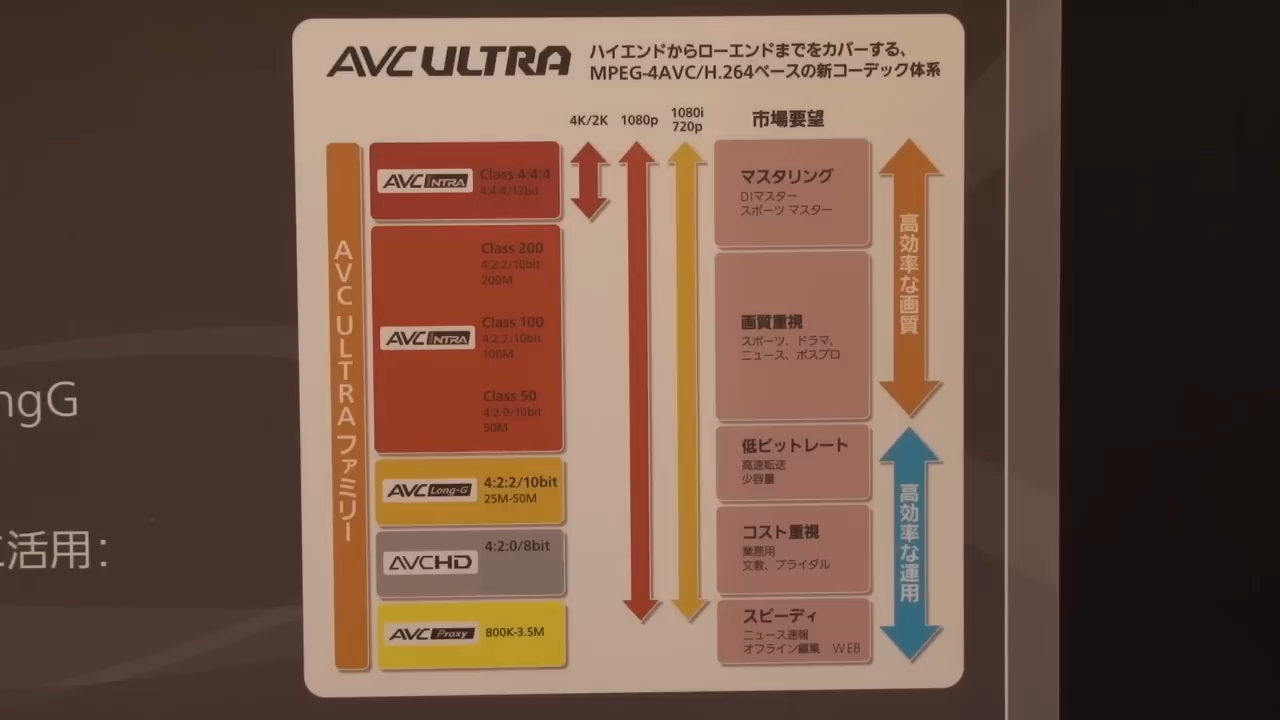 AVC ULTRA
ハイエンドからローエンドまでをカバーする、
MPEG-4AVC/H.264ベースの新コーデック体系
4K/2K
1080p
1080i
720p
市場要望
AVC ULTRAファミリー
AVC INTRA
Class 4:4:4
4:4:4/12bit
AVC INTRA
Class 200
4:2:2/10bit
200M
Class 100
4:2:2/10bit
100M
Class 50
4:2:0/10bit
50M
AVC Long-G
4:2:2/10bit
25M-50M
AVCHD
4:2:0/8bit
AVC Proxy
800K-3.5M
マスタリング
DIマスター
スポーツ マスター
画質重視
スポーツ、ドラマ、
ニュース、ポスプロ
低ビットレート
高速転送
少容量
コスト重視
業務用
文教、ブライダル
スピーディ
ニュース速報
オフライン編集 WEB
高効率な画質
高効率な運用
ngG
に活用：